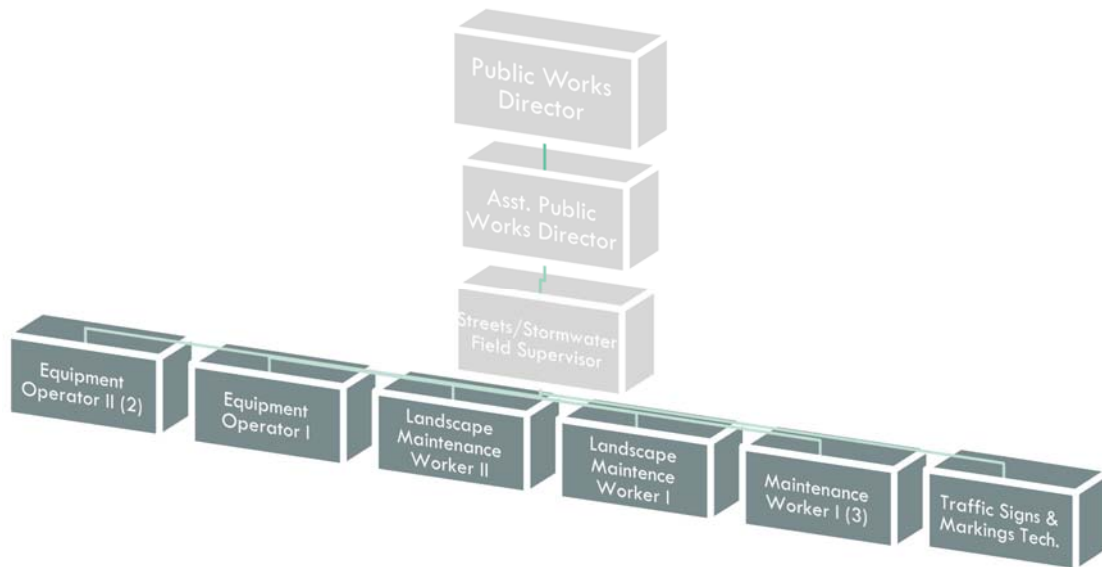 Public Works
Director
Asst. Public
Works Director
Streets/Stormwater
Field Supervisor
Equipment
Operator II (2)
Equipment
Operator I
Landscape
Maintenance
Worker II
Landscape
Maintence
Worker I
Maintenance
Worker I (3)
Traffic Signs &
Markings Tech.